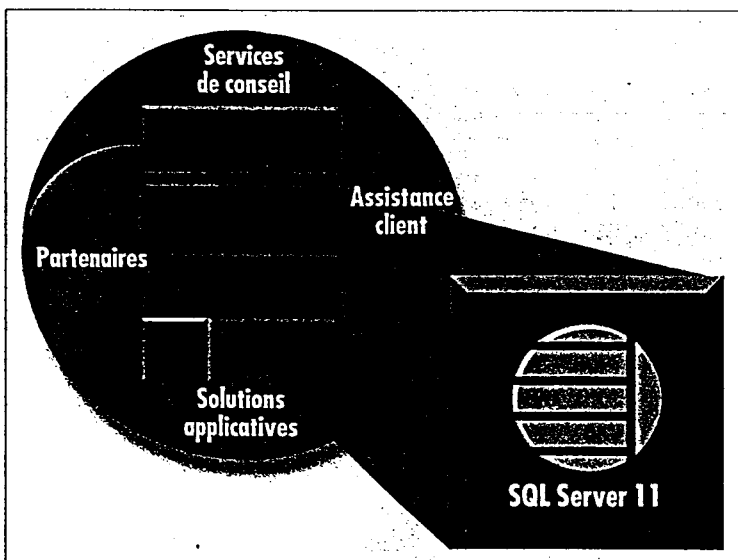 Services
de conseil
Assistance
client
Partenaires
Solutions
applicatives
SQL Server 11